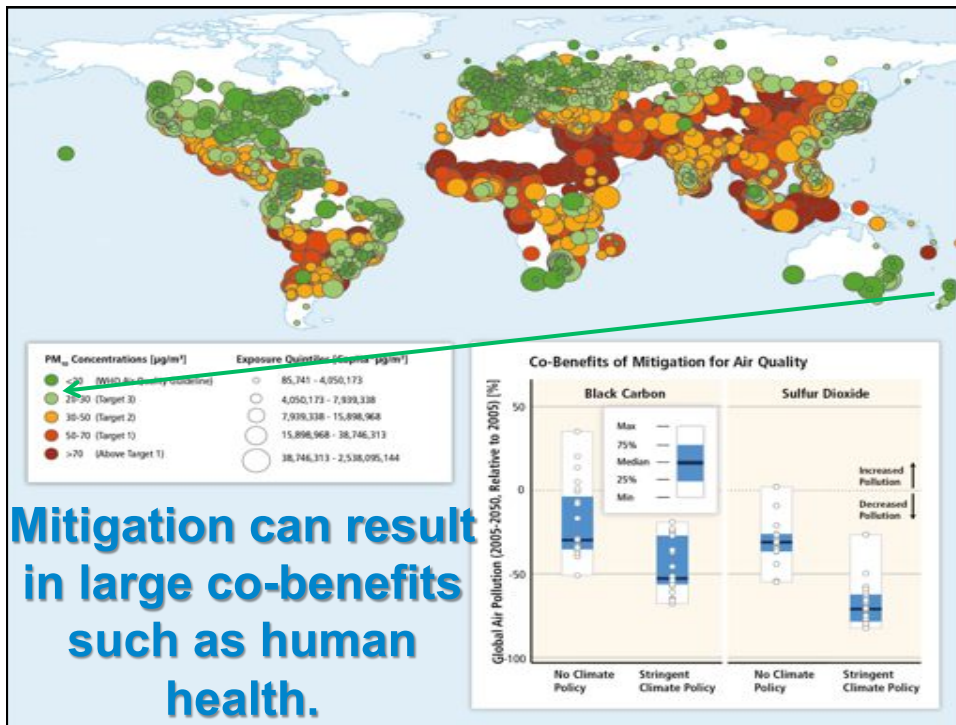 PM₁₀ Concentrations [µg/m³]
<20 (WHO Air Quality Guideline)
20-30 (Target 3)
30-50 (Target 2)
50-70 (Target 1)
>70 (Above Target 1)
Exposure Quintiles [Capita*µg/m³]
85,741 - 4,050,173
4,050,173 - 7,939,338
7,939,338 - 15,898,968
15,898,968 - 38,746,313
38,746,313 - 2,538,095,144
Mitigation can result
in large co-benefits
such as human
health.
Co-Benefits of Mitigation for Air Quality
Global Air Pollution (2005-2050, Relative to 2005) [%]
50
0
-50
-100
Black Carbon
Sulfur Dioxide
Max
75%
Median
25%
Min
Increased
Pollution
Decreased
Pollution
No Climate
Policy
Stringent
Climate Policy
No Climate
Policy
Stringent
Climate Policy